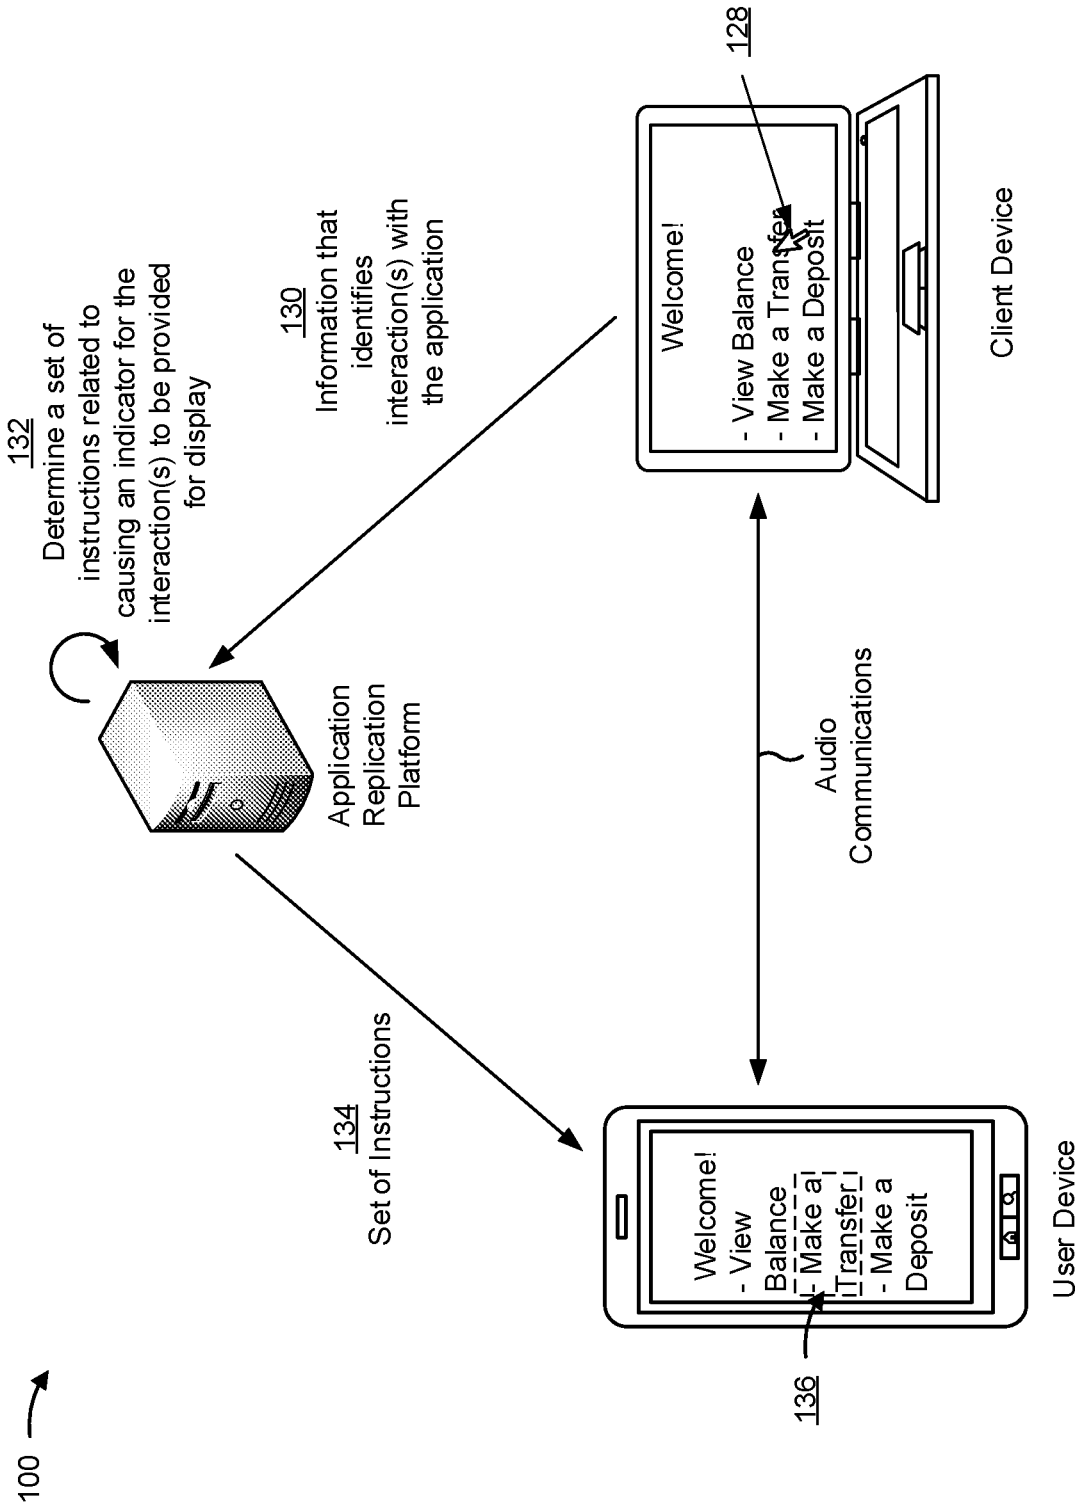 100
132
Determine a set of
instructions related to
causing an indicator for the
interaction(s) to be provided
for display
130
Information that
identifies
interaction(s) with
the application
Application
Replication
Platform
134
Set of Instructions
128
Welcome!
- View Balance
- Make a Transfer
- Make a Deposit
Client Device
Audio
Communications
Welcome!
- View
Balance
- Make a
Transfer
- Make a
Deposit
136
User Device